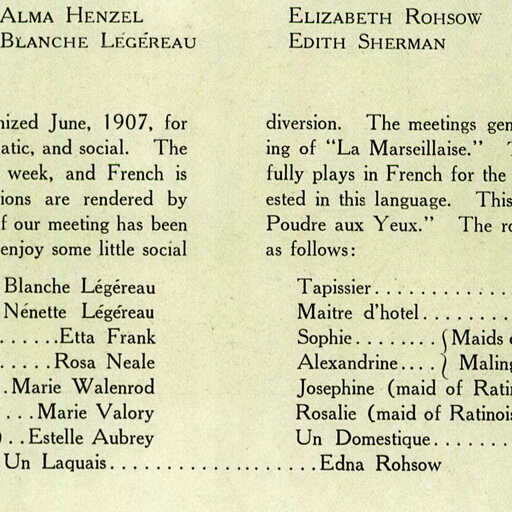 Alma Henzel
Blanche Légéreau
Elizabeth Rohsow
Edith Sherman
nized June, 1907, for
atic, and social. The
week, and French is
ions are rendered by
f our meeting has been
enjoy some little social
diversion. The meetings gen
ing of "La Marseillaise."
fully plays in French for the
ested in this language. This
Poudre aux Yeux." The ro
as follows:
Blanche Légéreau
Nénette Légéreau
......Etta Frank
......Rosa Neale
..Marie Walenrod
....Marie Valory
)..Estelle Aubrey
Tapissier..............
Maitre d'hotel.........
Sophie........{Maids o
Alexandrine....} Maling
Josephine (maid of Ratin
Rosalie (maid of Ratinois
Un Domestique........
Un Laquais....................Edna Rohsow